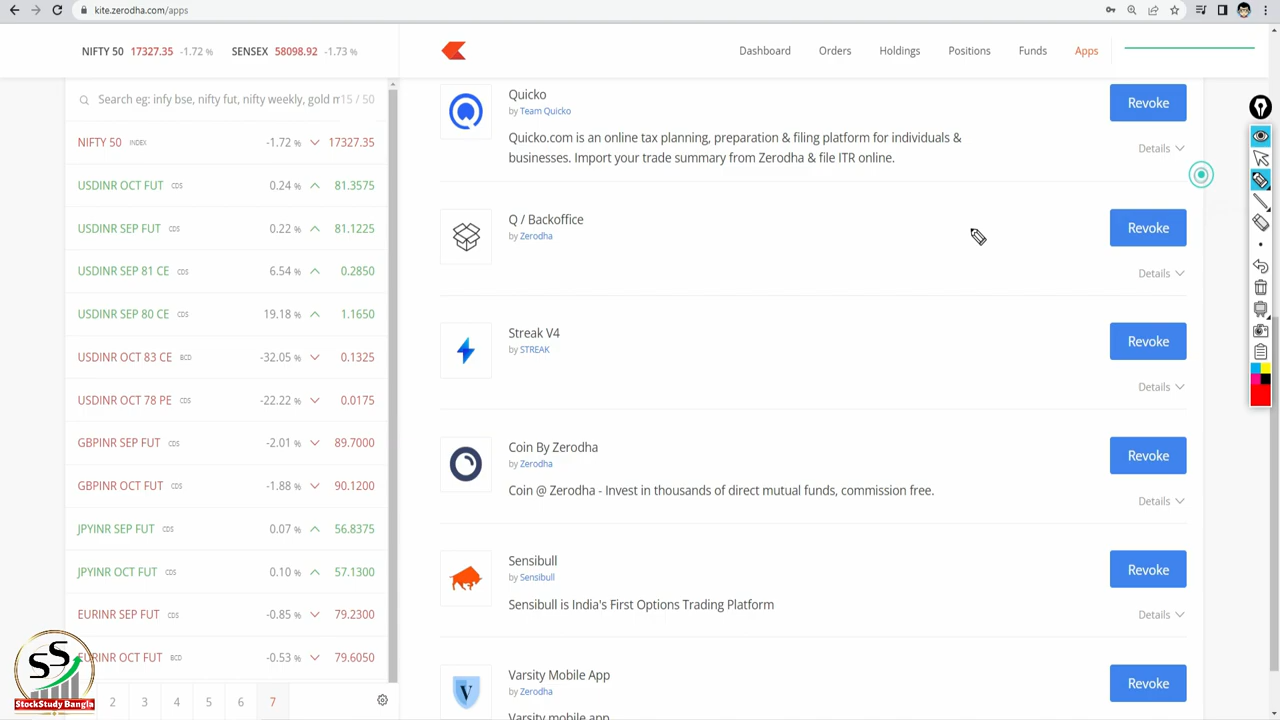 kite.zerodha.com/apps
NIFTY 50 17327.35 -1.72 % SENSEX 58098.92 -1.73 %
Dashboard Orders Holdings Positions Funds Apps
Search eg: infy bse, nifty fut, nifty weekly, gold m 15 / 50
NIFTY 50 INDEX -1.72 % 17327.35
USDINR OCT FUT CDS 0.24 % 81.3575
USDINR SEP FUT CDS 0.22 % 81.1225
USDINR SEP 81 CE CDS 6.54 % 0.2850
USDINR SEP 80 CE CDS 19.18 % 1.1650
USDINR OCT 83 CE BCD -32.05 % 0.1325
USDINR OCT 78 PE CDS -22.22 % 0.0175
GBPINR SEP FUT CDS -2.01 % 89.7000
GBPINR OCT FUT CDS -1.88 % 90.1200
JPYINR SEP FUT CDS 0.07 % 56.8375
JPYINR OCT FUT CDS 0.10 % 57.1300
EURINR SEP FUT CDS -0.85 % 79.2300
EURINR OCT FUT BCD -0.53 % 79.6050
2 3 4 5 6 7
SS
StockStudy Bangla
Quicko
by Team Quicko
Quicko.com is an online tax planning, preparation & filing platform for individuals &
businesses. Import your trade summary from Zerodha & file ITR online.
Revoke
Details
Q / Backoffice
by Zerodha
Revoke
Details
Streak V4
by STREAK
Revoke
Details
Coin By Zerodha
by Zerodha
Coin @ Zerodha - Invest in thousands of direct mutual funds, commission free.
Revoke
Details
Sensibull
by Sensibull
Sensibull is India's First Options Trading Platform
Revoke
Details
V
Varsity Mobile App
by Zerodha
Varsity mobile app
Revoke